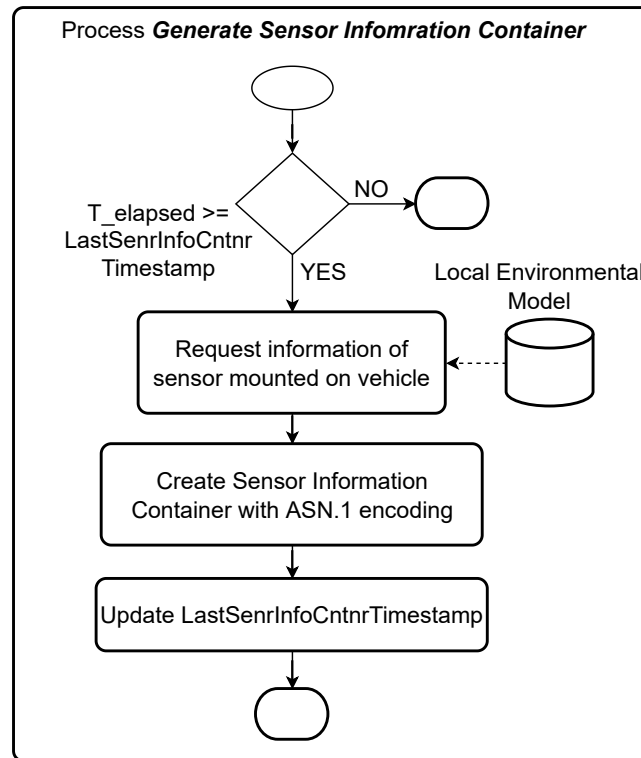 Process Generate Sensor Infomration Container
NO
T_elapsed >=
LastSenrInfoCntnr
Timestamp
YES
Local Environmental
Model
Request information of
sensor mounted on vehicle
Create Sensor Information
Container with ASN.1 encoding
Update LastSenrInfoCntnrTimestamp